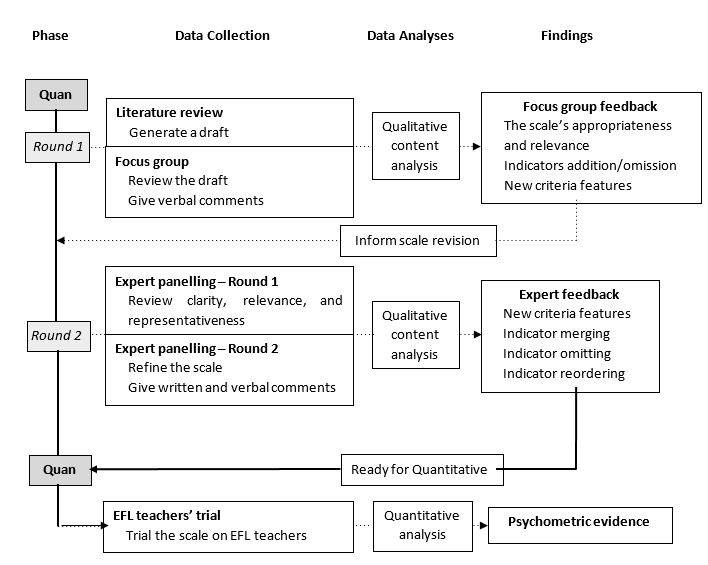 Phase Data Collection Data Analyses Findings
Quan
Round 1
Literature review
Generate a draft
Focus group
Review the draft
Give verbal comments
Qualitative
content
analysis
Focus group feedback
The scale's appropriateness
and relevance
Indicators addition/omission
New criteria features
Inform scale revision
Round 2
Expert panelling – Round 1
Review clarity, relevance, and
representativeness
Expert panelling – Round 2
Refine the scale
Give written and verbal comments
Qualitative
content
analysis
Expert feedback
New criteria features
Indicator merging
Indicator omitting
Indicator reordering
Quan
Ready for Quantitative
EFL teachers' trial
Trial the scale on EFL teachers
Quantitative
analysis
Psychometric evidence